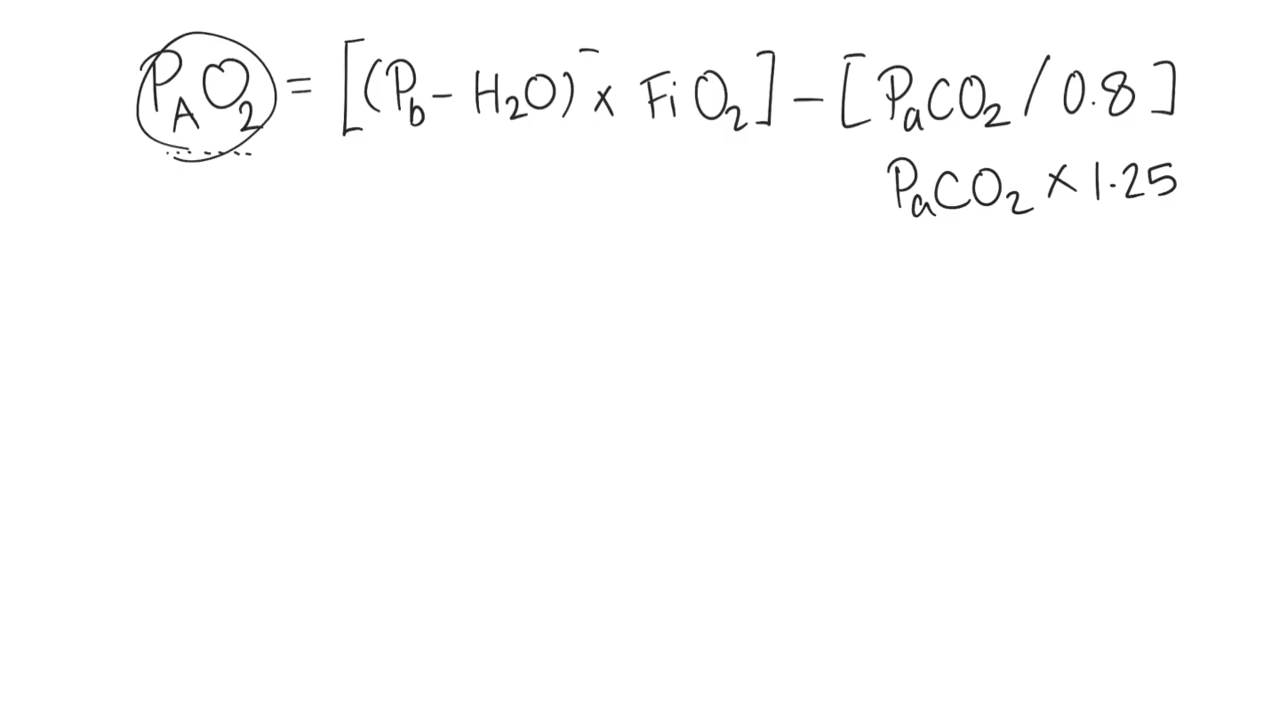 PAO2 = [(Pb - H2O) x FiO2] - [PaCO2 / 0.8]
PaCO2 x 1.25